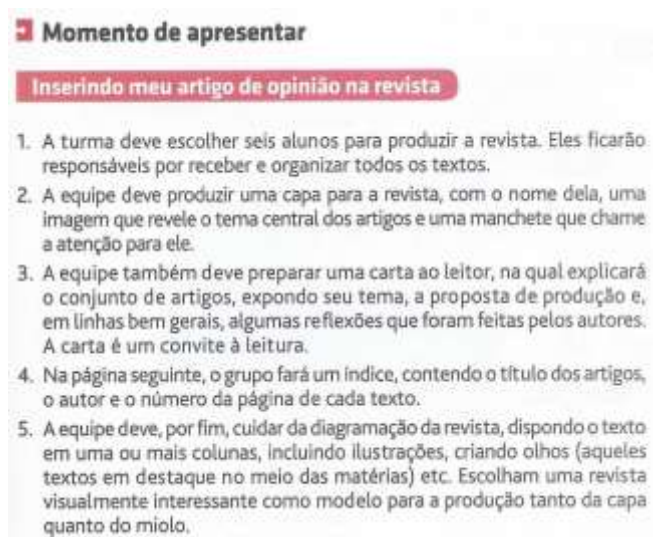 Momento de apresentar
Inserindo meu artigo de opinião na revista
1. A turma deve escolher seis alunos para produzir a revista. Eles ficarão
responsáveis por receber e organizar todos os textos.
2. A equipe deve produzir uma capa para a revista, com o nome dela, uma
imagem que revele o tema central dos artigos e uma manchete que chame
a atenção para ele.
3. A equipe também deve preparar uma carta ao leitor, na qual explicará
o conjunto de artigos, expondo seu tema, a proposta de produção e,
em linhas bem gerais, algumas reflexões que foram feitas pelos autores.
A carta é um convite à leitura.
4. Na página seguinte, o grupo fará um índice, contendo o título dos artigos,
o autor e o número da página de cada texto.
5. A equipe deve, por fim, cuidar da diagramação da revista, dispondo o texto
em uma ou mais colunas, incluindo ilustrações, criando olhos (aqueles
textos em destaque no meio das matérias) etc. Escolham uma revista
visualmente interessante como modelo para a produção tanto da capa
quanto do miolo.